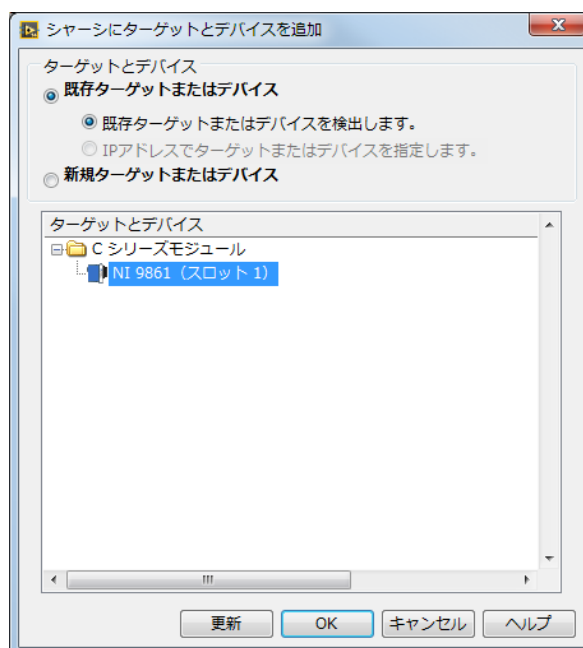 シャーシにターゲットとデバイスを追加
ターゲットとデバイス
既存ターゲットまたはデバイス
既存ターゲットまたはデバイスを検出します。
IPアドレスでターゲットまたはデバイスを指定します。
新規ターゲットまたはデバイス
ターゲットとデバイス
C シリーズモジュール
NI 9861（スロット 1）
更新 OK キャンセル ヘルプ